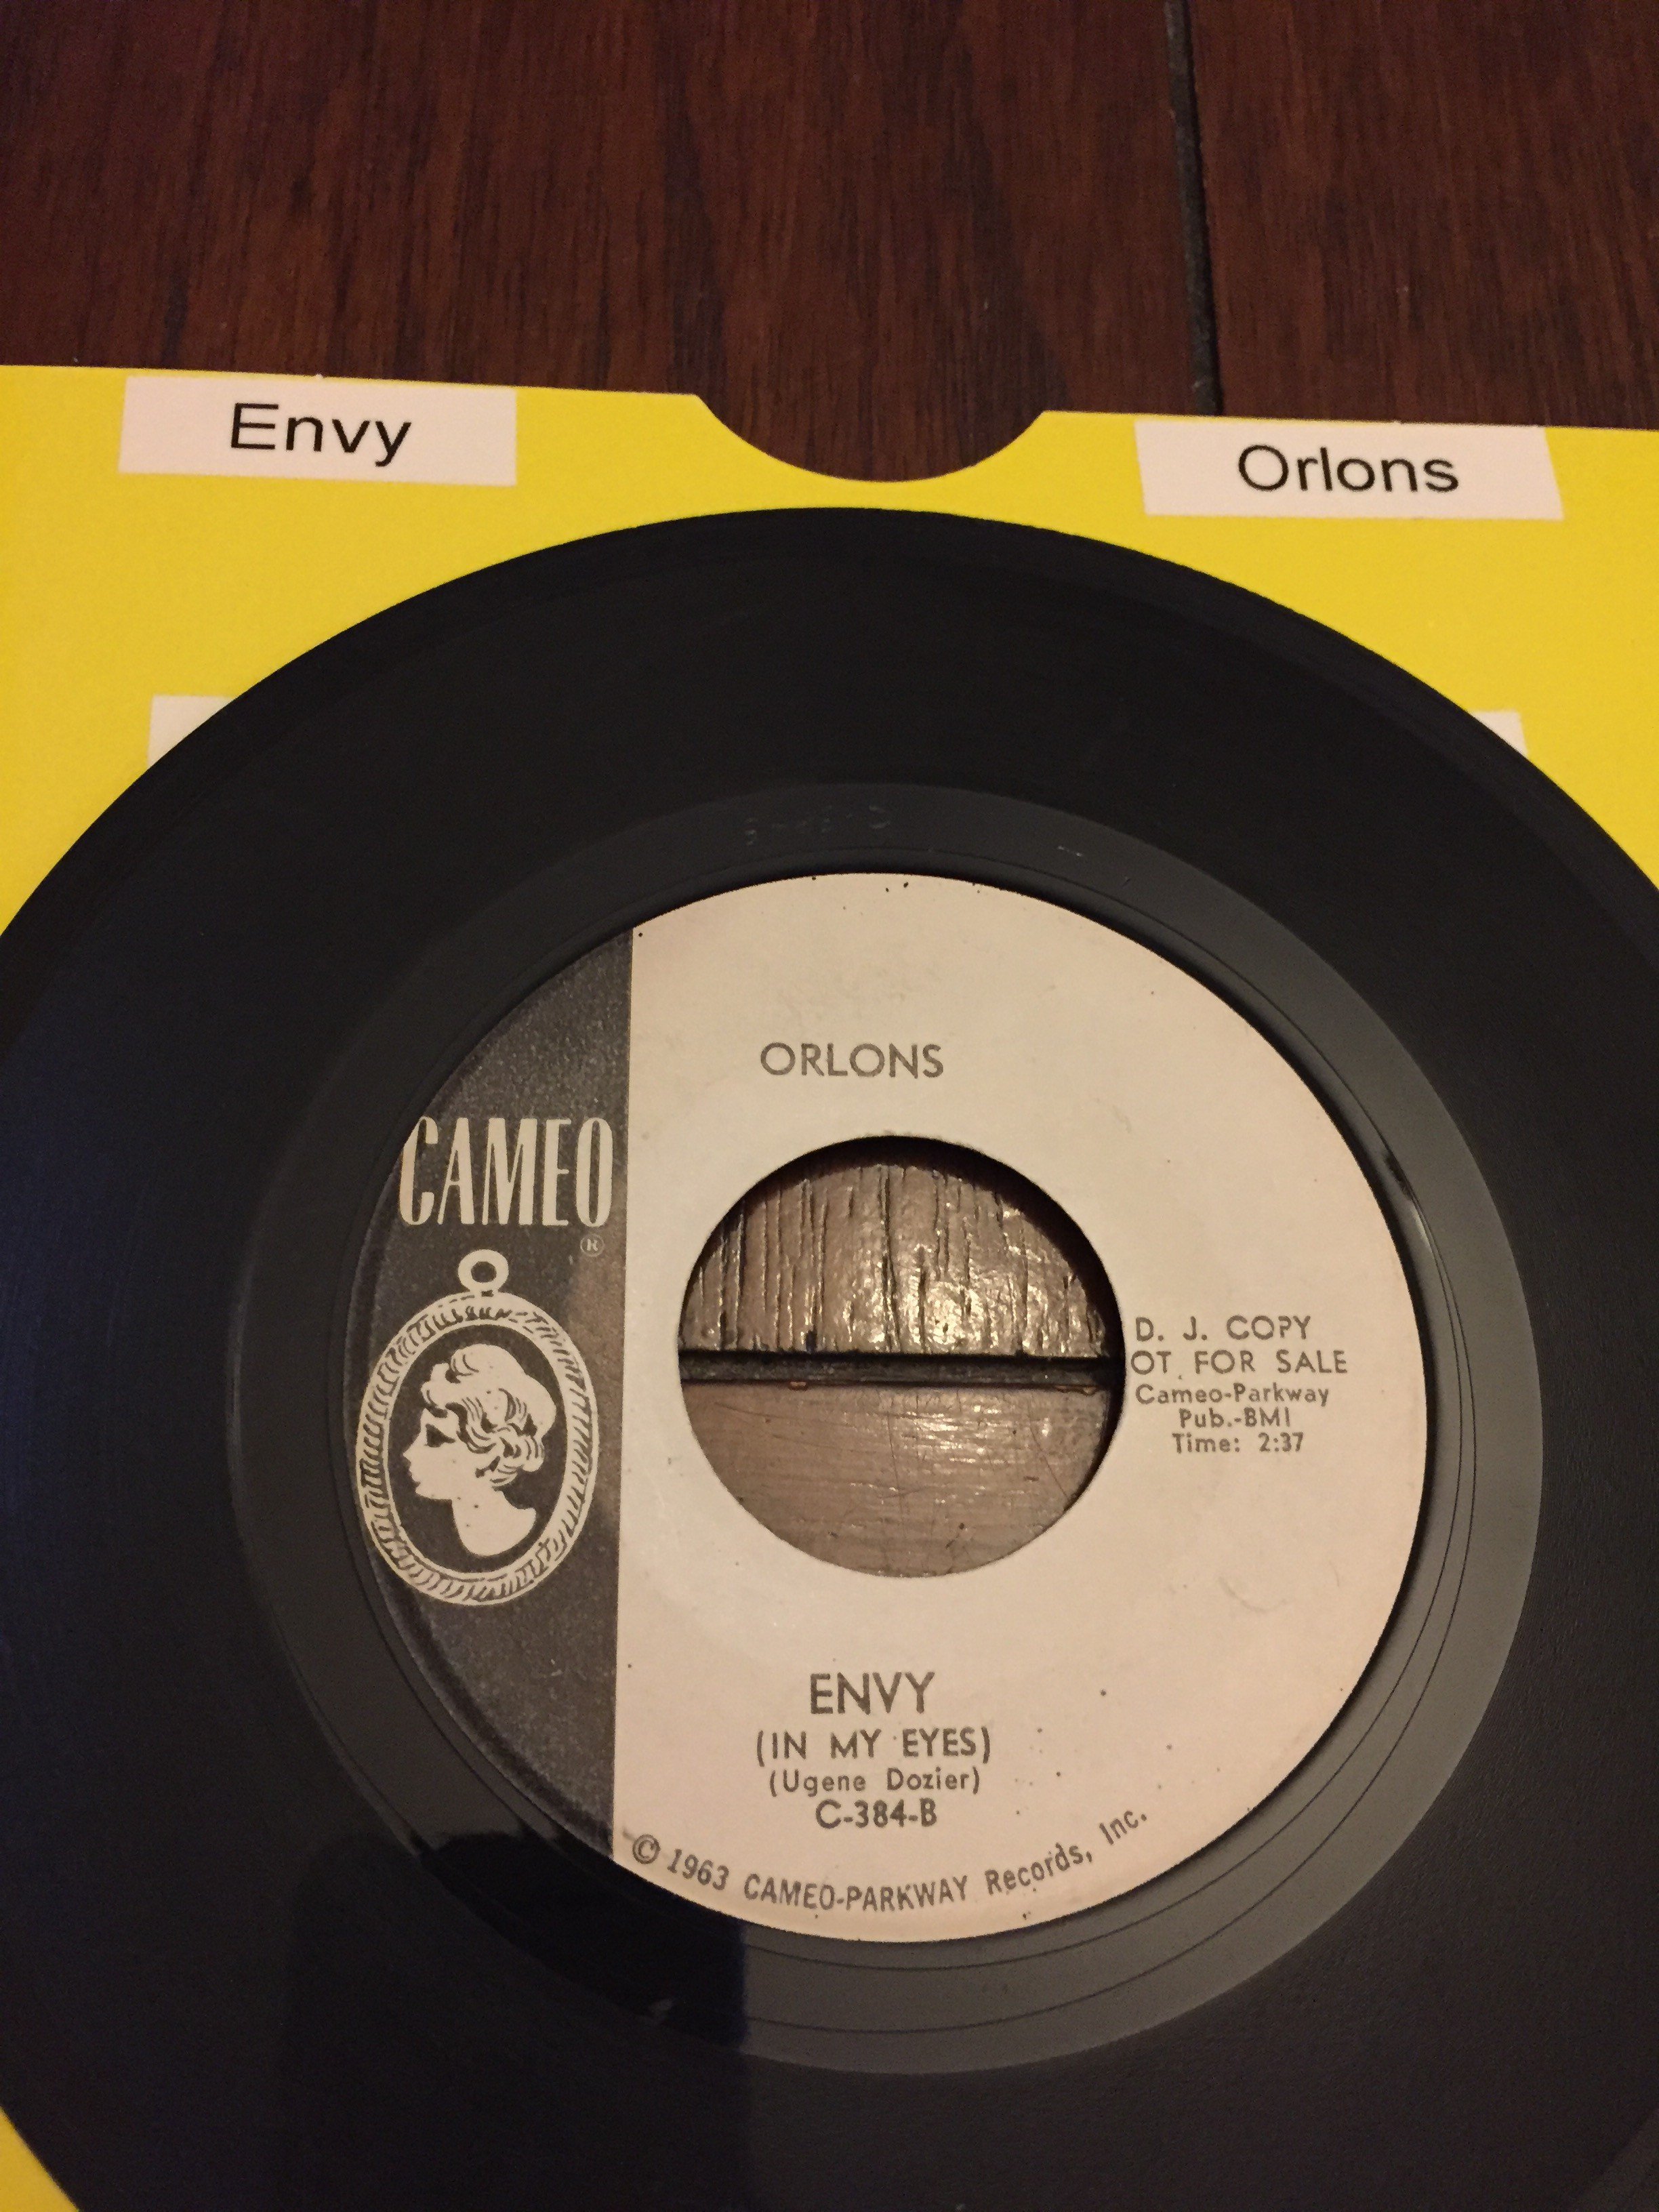 Envy
Orlons
ORLONS
CAMEO
®
D. J. COPY
OT FOR SALE
Cameo-Parkway
Pub.-BMI
Time: 2:37
ENVY
(IN MY EYES)
(Ugene Dozier)
C-384-B
© 1963 CAMEO-PARKWAY Records, Inc.